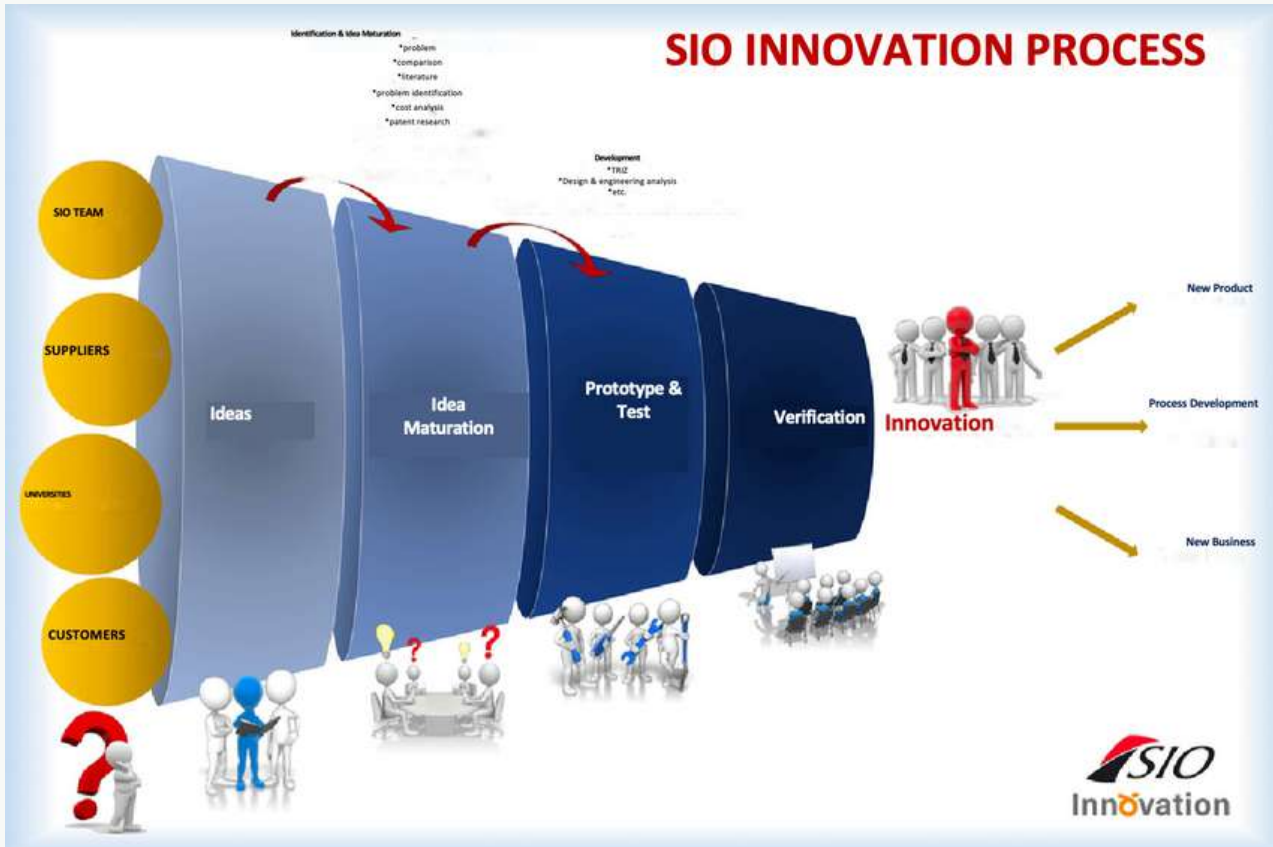 SIO INNOVATION PROCESS
Identification & Idea Maturation
*problem
*comparison
*literature
*problem identification
*cost analysis
*patent research
Development
*TRIZ
*Design & engineering analysis
*etc.
SIO TEAM
SUPPLIERS
UNIVERSITIES
CUSTOMERS
Ideas
Idea
Maturation
Prototype &
Test
Verification
Innovation
New Product
Process Development
New Business
SIO
Innovation